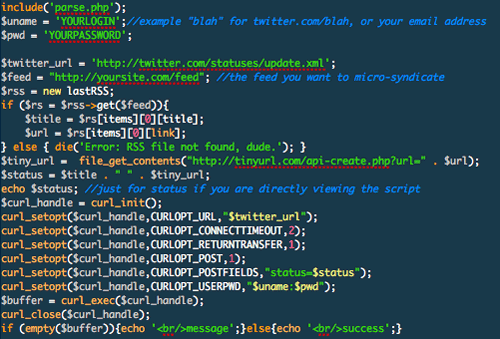 include('parse.php');
$uname = 'YOURLOGIN';//example "blah" for twitter.com/blah, or your email address
$pwd = 'YOURPASSWORD';
$twitter_url = 'http://twitter.com/statuses/update.xml';
$feed = "http://yoursite.com/feed"; //the feed you want to micro-syndicate
$rss = new lastRSS;
if ($rs = $rss->get($feed)){
$title = $rs[items][0][title];
$url = $rs[items][0][link];
} else { die('Error: RSS file not found, dude.'); }
$tiny_url =  file_get_contents("http://tinyurl.com/api-create.php?url=" . $url);
$status = $title . " " . $tiny_url;
echo $status; //just for status if you are directly viewing the script
$curl_handle = curl_init();
curl_setopt($curl_handle,CURLOPT_URL,"$twitter_url");
curl_setopt($curl_handle,CURLOPT_CONNECTTIMEOUT,2);
curl_setopt($curl_handle,CURLOPT_RETURNTRANSFER,1);
curl_setopt($curl_handle,CURLOPT_POST,1);
curl_setopt($curl_handle,CURLOPT_POSTFIELDS,"status=$status");
curl_setopt($curl_handle,CURLOPT_USERPWD,"$uname:$pwd");
$buffer = curl_exec($curl_handle);
curl_close($curl_handle);
if (empty($buffer)){echo '<br/>message';}else{echo '<br/>success';}